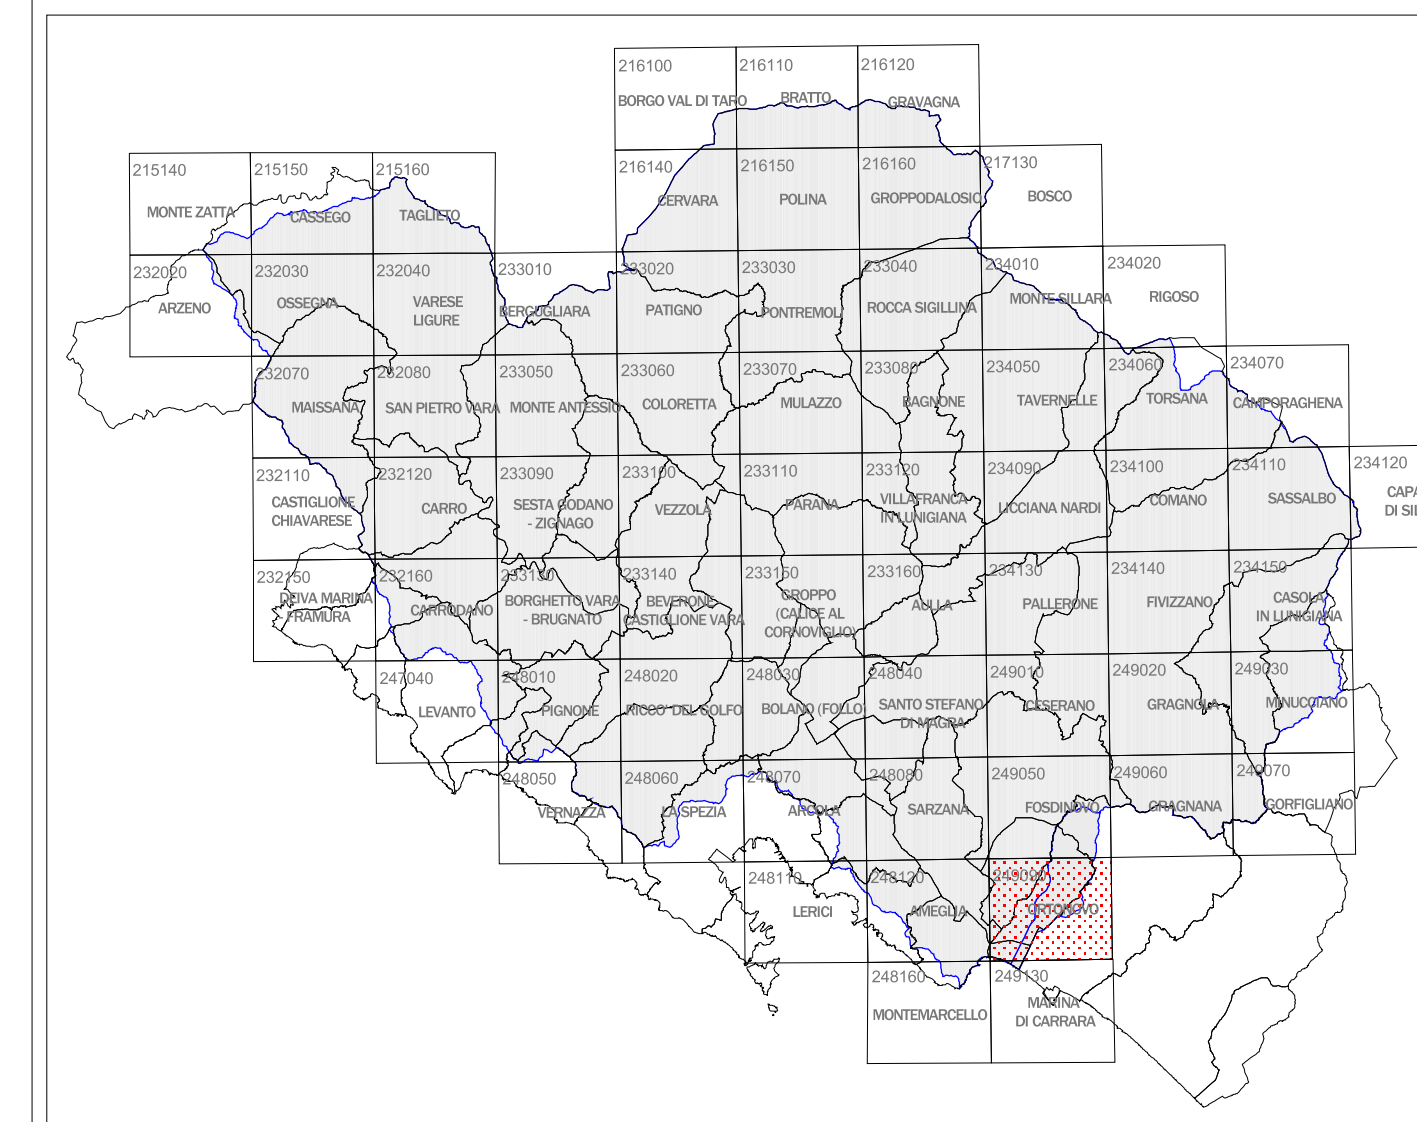 216100
216110
216120
BORGO VAL DI TARO
BRATTO
GRAVAGNA
215140
215150
215160
216140
216150
216160
217130
MONTE ZATTA
CASSEGO
TAGLIETO
CERVARA
POLINA
GROPPODALOSIO
BOSCO
232020
232030
232040
233010
233020
233030
233040
234010
234020
ARZENO
OSSEGNA
VARESE
LIGURE
BERGUGLIARA
PATIGNO
PONTREMOLI
ROCCA SIGILLINA
MONTE SILLARA
RIGOSO
232070
232080
233050
233060
233070
233080
234050
234060
234070
MAISSANA
SAN PIETRO VARA
MONTE ANTESSIO
COLORETTA
MULAZZO
BAGNONE
TAVERNELLE
TORSANA
CAMPORAGHENA
232110
232120
233090
233100
233110
233120
234090
234100
234110
234120
CASTIGLIONE
CHIAVARESE
CARRO
SESTA GODANO
- ZIGNAGO
VEZZOLA
PARANA
VILLAFRANCA
IN LUNIGIANA
LICCIANA NARDI
COMANO
SASSALBO
CAPA
DI SIL
232150
232160
233130
233140
233150
233160
234130
234140
234150
DEIVA MARINA
- FRAMURA
CARRODANO
BORGHETTO VARA
- BRUGNATO
BEVERONE
CASTIGLIONE VARA
GROPPO
(CALICE AL
CORNOVIGLIO)
AULLA
PALLERONE
FIVIZZANO
CASOLA
IN LUNIGIANA
247040
248010
248020
248030
248040
249010
249020
249030
LEVANTO
PIGNONE
RICCO' DEL GOLFO
BOLANO (FOLLO)
SANTO STEFANO
DI MAGRA
CESERANO
GRAGNOLA
MINUCCIANO
248050
248060
248070
248080
249050
249060
249070
VERNAZZA
LA SPEZIA
ARCOLA
SARZANA
FOSDINOVO
GRAGNANA
GORFIGLIANO
248110
248120
249090
LERICI
AMEGLIA
ORTONOVO
248160
249130
MONTEMARCELLO
MARINA
DI CARRARA